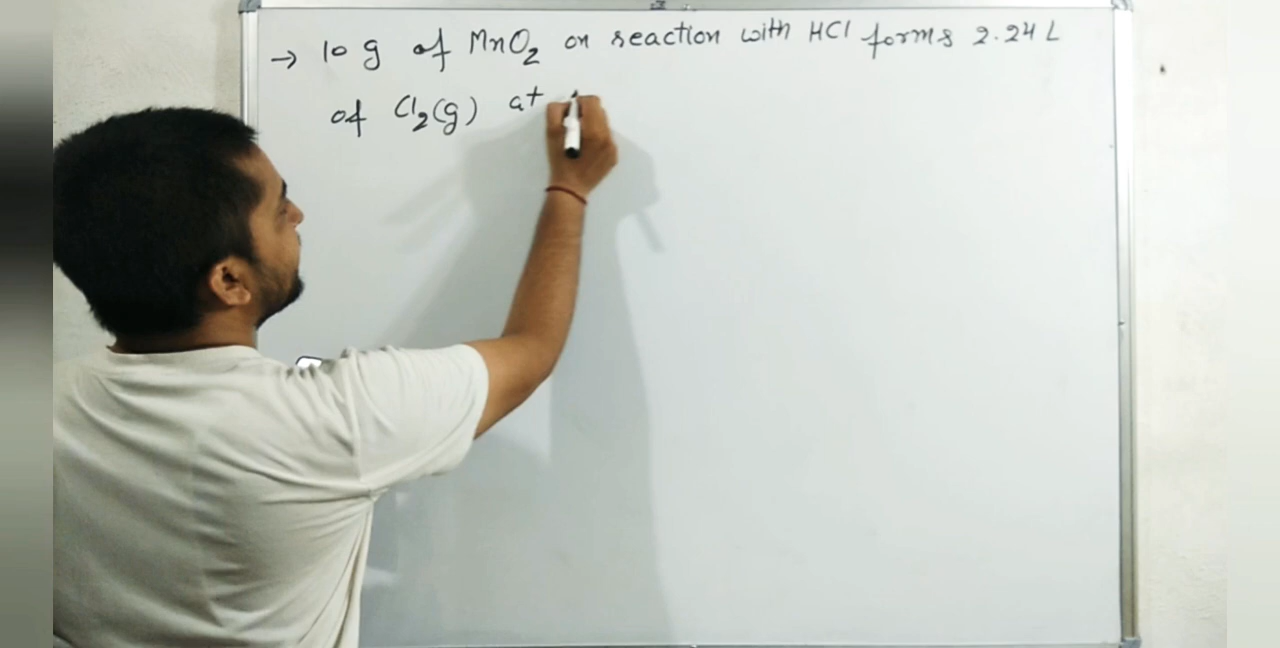 → 10 g of MnO₂ on reaction with HCl forms 2.24 L
of Cl₂(g) at